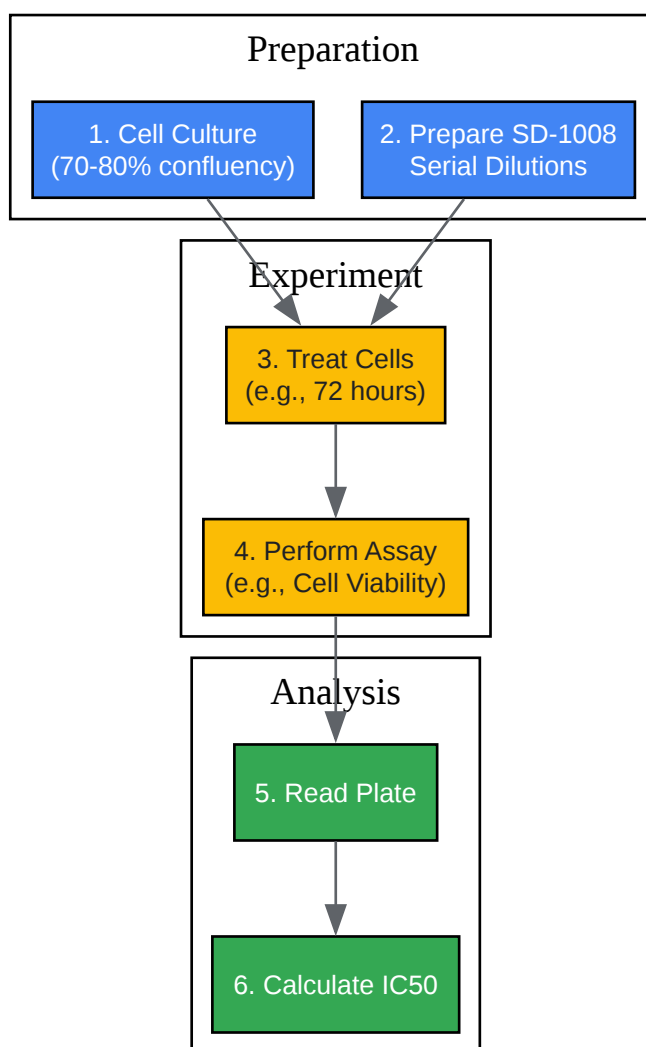 Preparation
1. Cell Culture
(70-80% confluency)
2. Prepare SD-1008
Serial Dilutions
Experiment
3. Treat Cells
(e.g., 72 hours)
4. Perform Assay
(e.g., Cell Viability)
Analysis
5. Read Plate
6. Calculate IC50